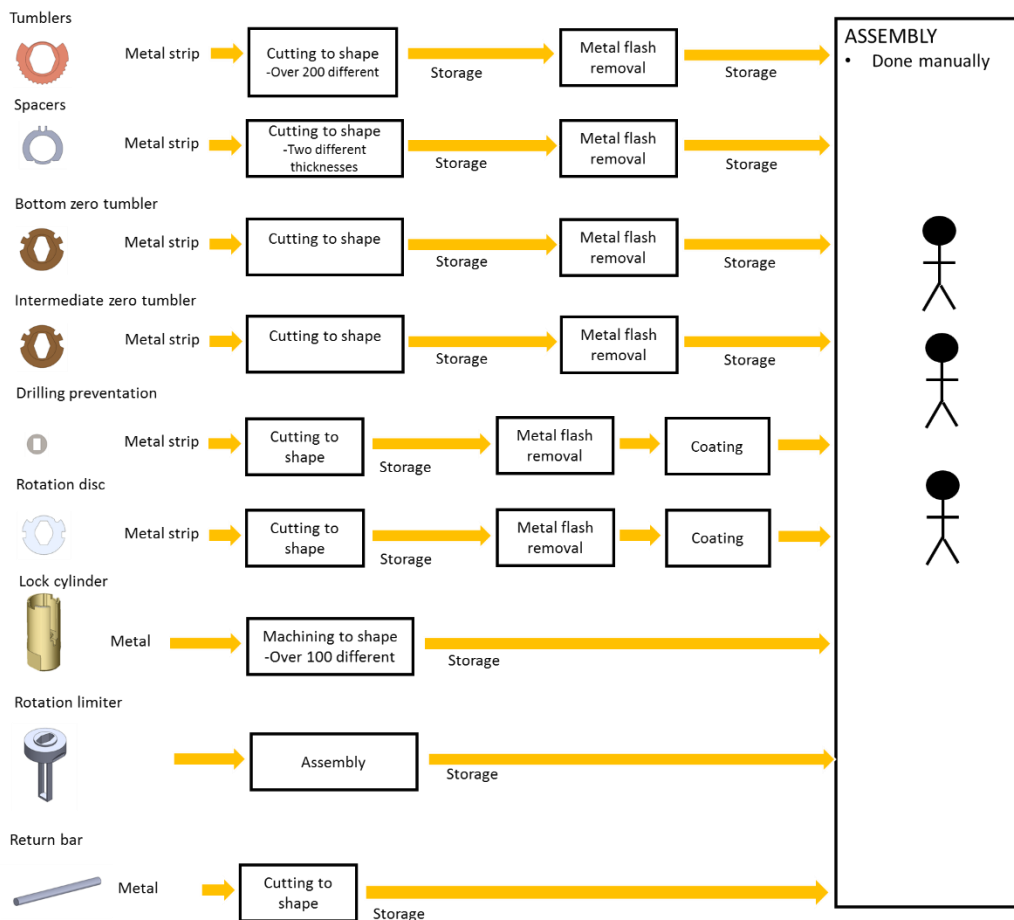 Tumblers
Metal strip
Cutting to shape
-Over 200 different
Storage
Metal flash
removal
Storage
ASSEMBLY
• Done manually
Spacers
Metal strip
Cutting to shape
-Two different
thicknesses
Storage
Metal flash
removal
Storage
Bottom zero tumbler
Metal strip
Cutting to shape
Storage
Metal flash
removal
Storage
Intermediate zero tumbler
Metal strip
Cutting to shape
Storage
Metal flash
removal
Storage
Drilling preventation
Metal strip
Cutting to
shape
Storage
Metal flash
removal
Coating
Rotation disc
Metal strip
Cutting to
shape
Storage
Metal flash
removal
Coating
Lock cylinder
Metal
Machining to shape
-Over 100 different
Storage
Rotation limiter
Assembly
Storage
Return bar
Metal
Cutting to
shape
Storage